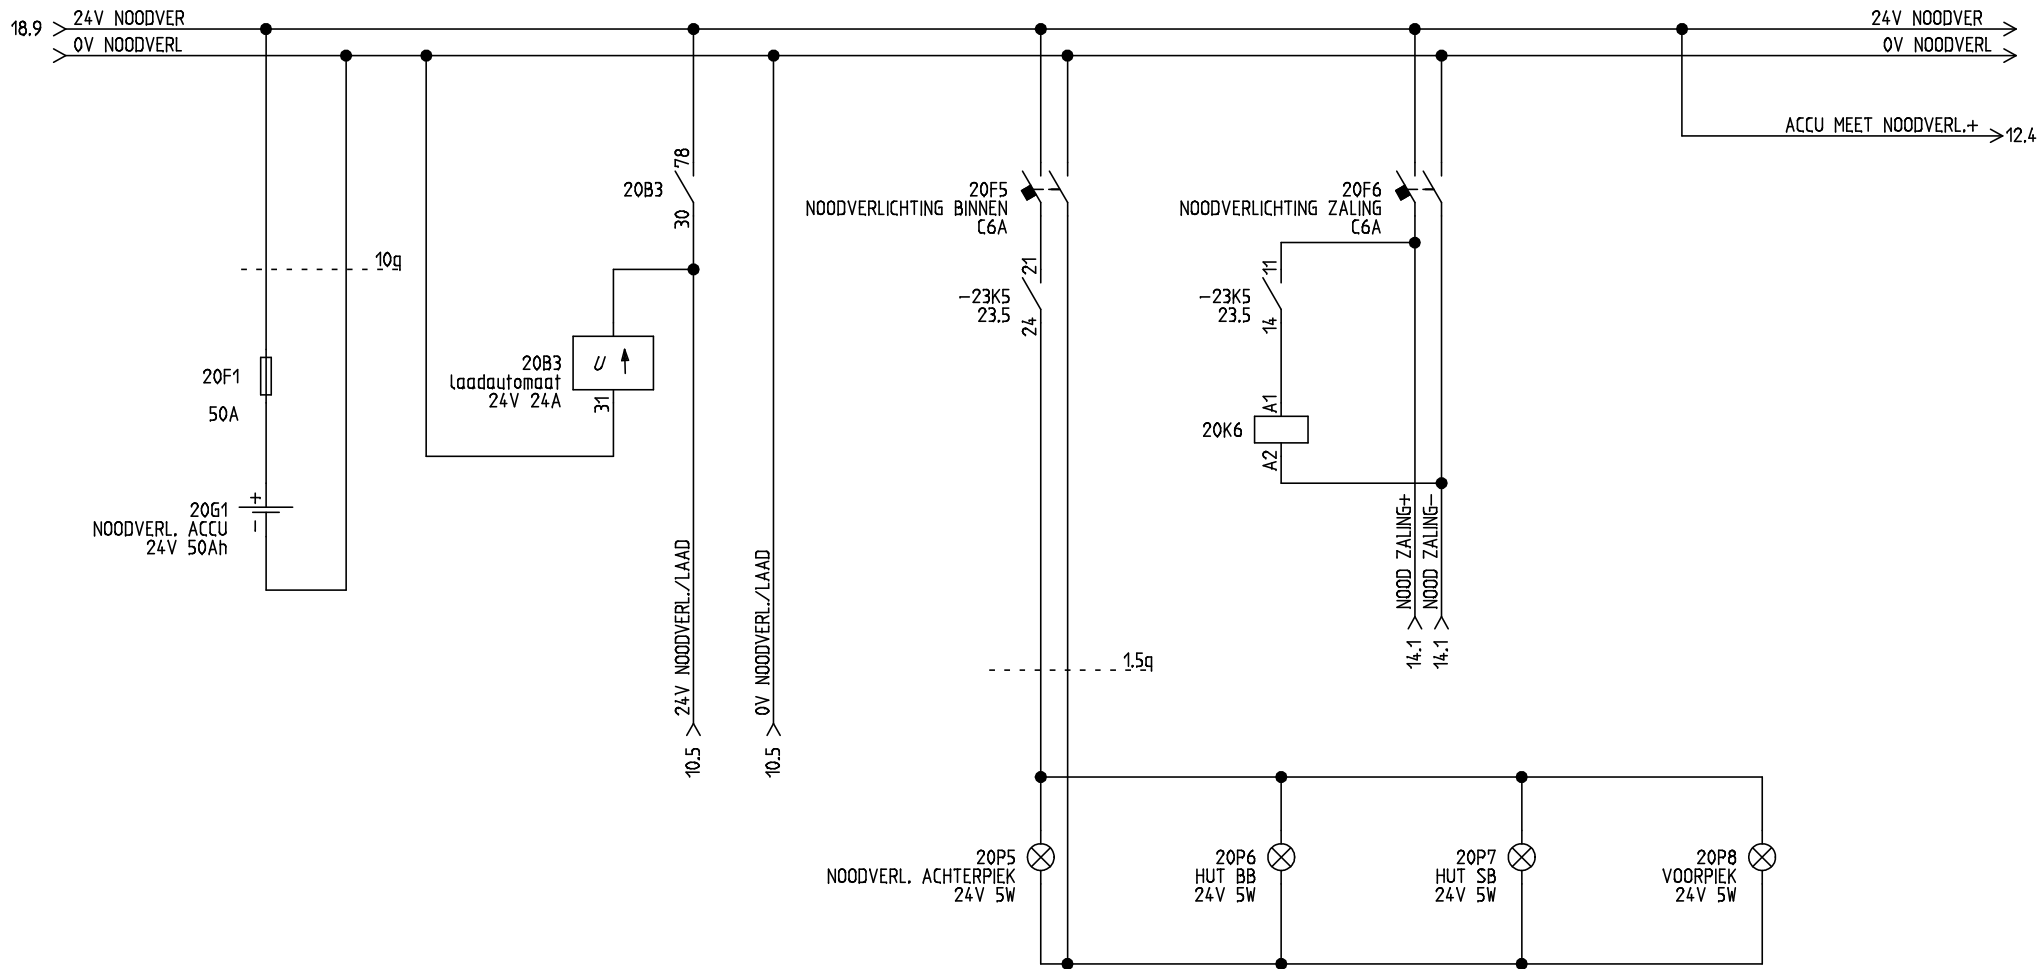 24V NOODVER
18.9
0V NOODVERL
24V NOODVER
0V NOODVERL
ACCU MEET NOODVERL.+
12.4
10q
20F1
50A
+
20G1
-
NOODVERL. ACCU
24V 50Ah
78
20B3
30
20B3
laadautomaat
24V 24A
U
31
24V NOODVERL./LAAD
10.5
0V NOODVERL./LAAD
10.5
20F5
NOODVERLICHTING BINNEN
C6A
21
-23K5
23.5
24
1.5q
20F6
NOODVERLICHTING ZALING
C6A
11
-23K5
23.5
14
A1
20K6
A2
NOOD ZALING+
14.1
NOOD ZALING-
14.1
20P5
NOODVERL. ACHTERPIEK
24V 5W
20P6
HUT BB
24V 5W
20P7
HUT SB
24V 5W
20P8
VOORPIEK
24V 5W